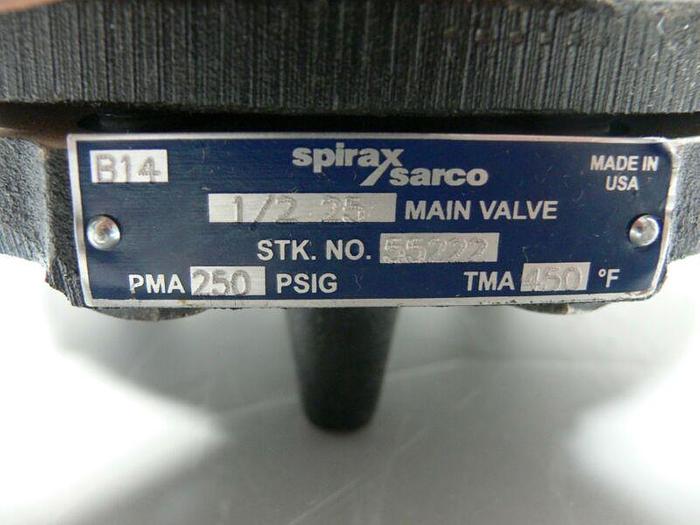 B14
spirax
sarco
MADE IN
USA
1/2 25 MAIN VALVE
STK. NO. 55222
PMA 250 PSIG
TMA 450 °F